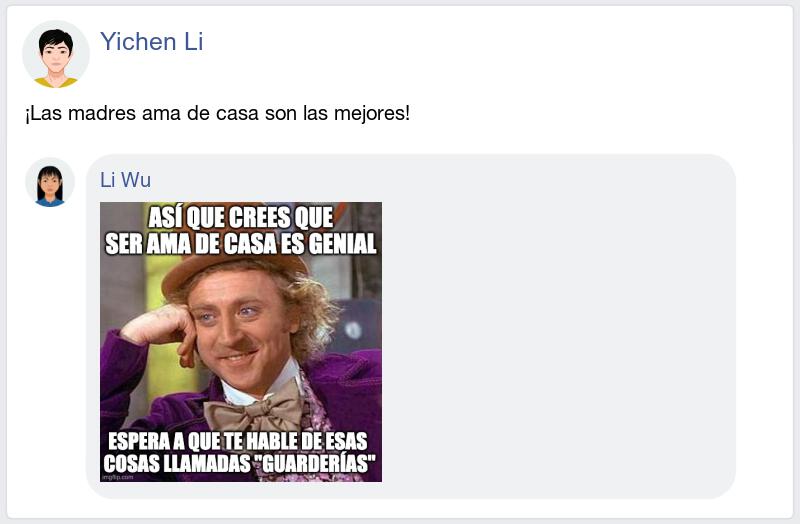 Yichen Li
¡Las madres ama de casa son las mejores!
Li Wu
ASÍ QUE CREES QUE
SER AMA DE CASA ES GENIAL
ESPERA A QUE TE HABLE DE ESAS
COSAS LLAMADAS "GUARDERÍAS"
imgflip.com